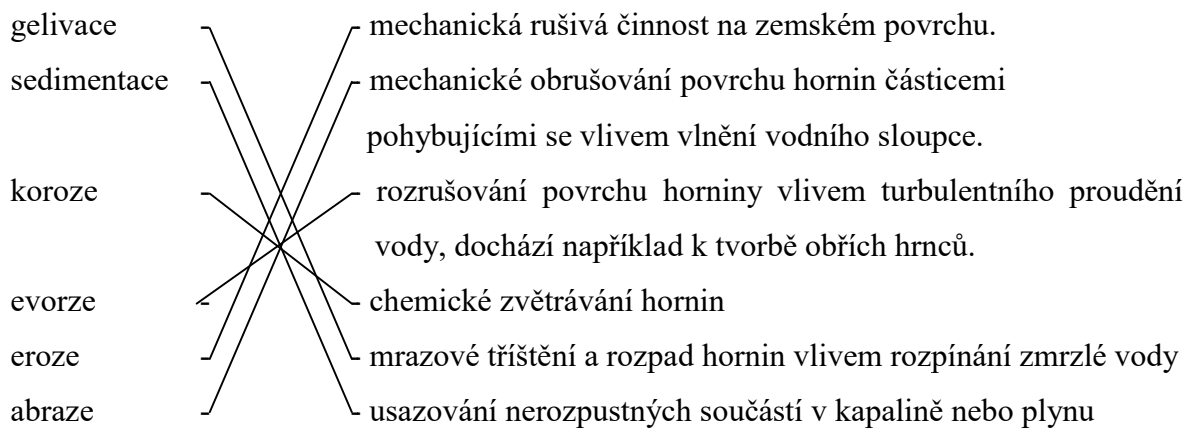 gelivace - - mechanická rušivá činnost na zemském povrchu.
sedimentace - - mechanické obrušování povrchu hornin částicemi
pohybujícími se vlivem vlnění vodního sloupce.
koroze - - rozrušování povrchu horniny vlivem turbulentního proudění
vody, dochází například k tvorbě obřích hrnců.
evorze - - chemické zvětrávání hornin
eroze - - mrazové tříštění a rozpad hornin vlivem rozpínání zmrzlé vody
abraze - - usazování nerozpustných součástí v kapalině nebo plynu